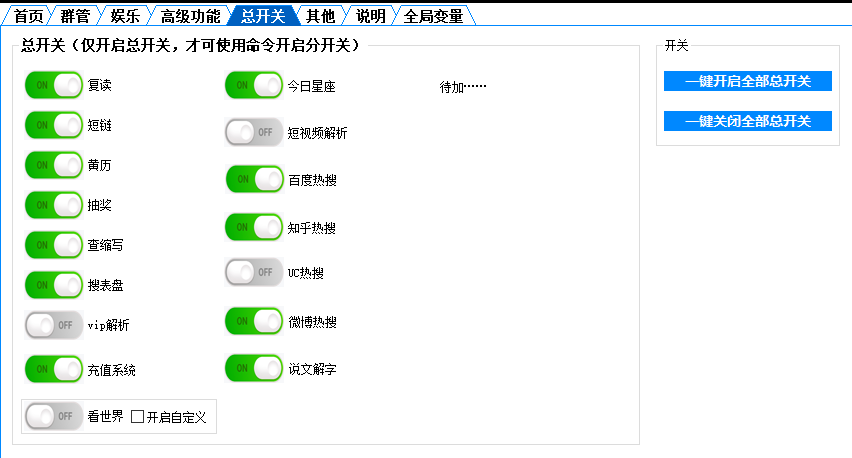 首页 群管 娱乐 高级功能 总开关 其他 说明 全局变量
总开关（仅开启总开关，才可使用命令开启分开关）
开关
ON 复读
ON 今日星座
待加……
一键开启全部总开关
ON 短链
OFF 短视频解析
一键关闭全部总开关
ON 黄历
ON 百度热搜
ON 抽奖
ON 知乎热搜
ON 查缩写
OFF UC热搜
ON 搜表盘
ON 微博热搜
OFF vip解析
ON 充值系统
ON 说文解字
OFF 看世界 开启自定义